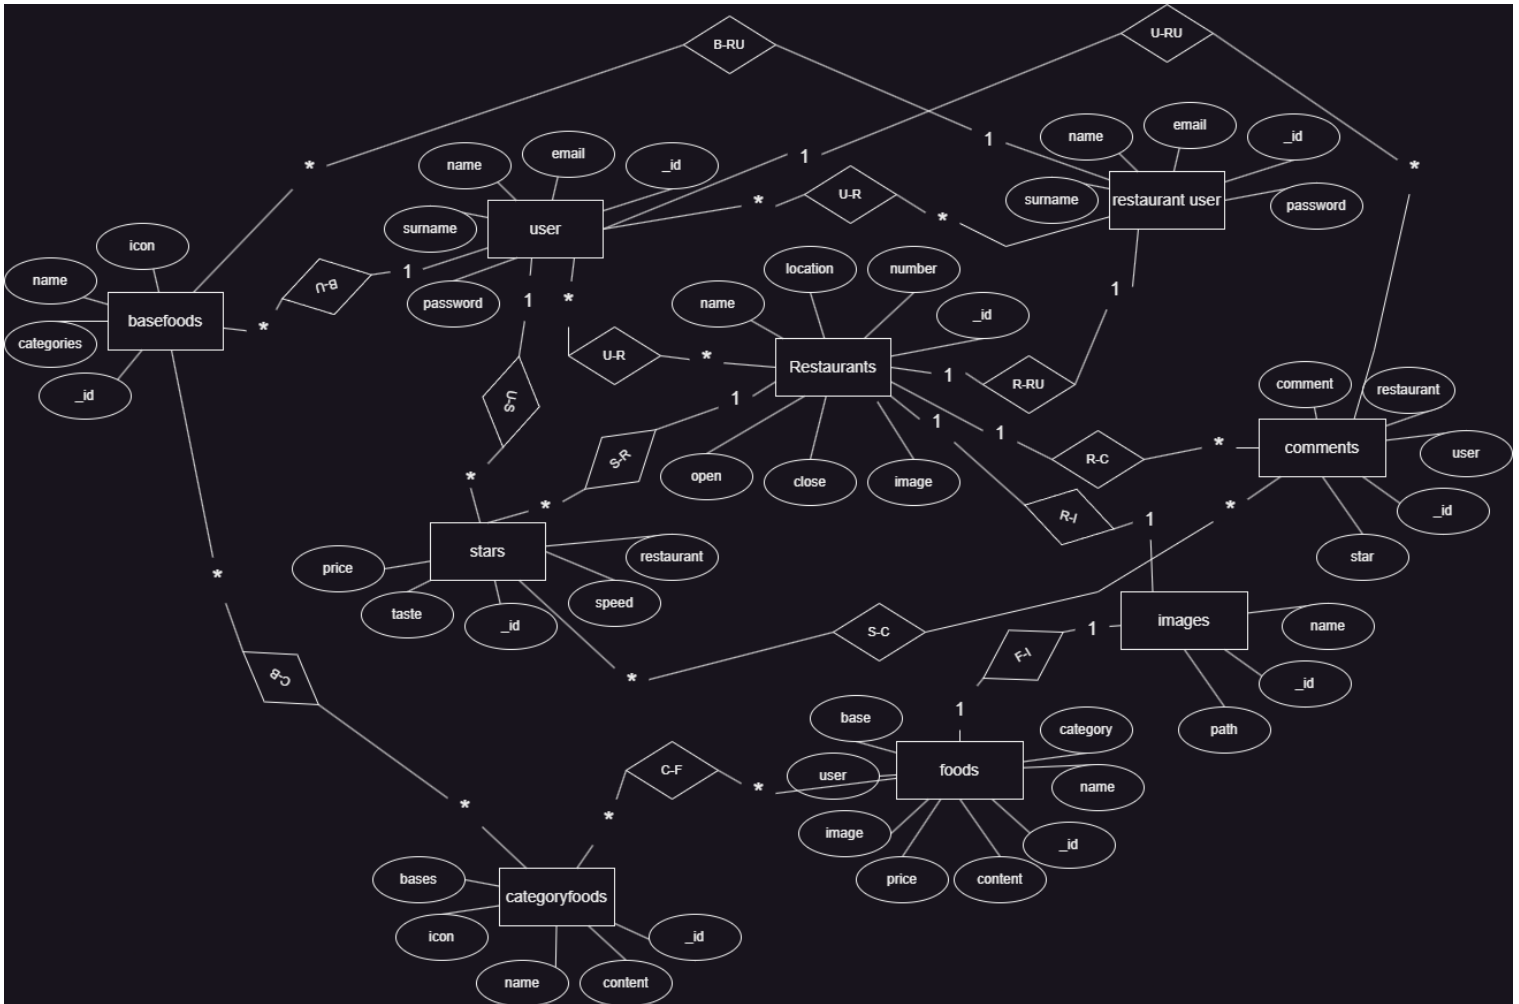 B-RU
U-RU
*
1
1
*
name
email
_id
surname
user
password
*
U-R
*
name
email
_id
surname
restaurant user
password
icon
name
basefoods
categories
_id
*
B-U
1
1
*
U-R
*
U-S
*
location
number
name
_id
Restaurants
open
close
image
1
R-RU
1
1
S-R
*
1
R-C
*
1
R-I
1
comment
restaurant
comments
user
_id
star
*
stars
price
taste
_id
speed
restaurant
*
S-C
images
name
_id
path
1
F-I
1
*
C-B
*
base
category
user
foods
name
image
_id
price
content
C-F
*
*
bases
categoryfoods
icon
_id
name
content